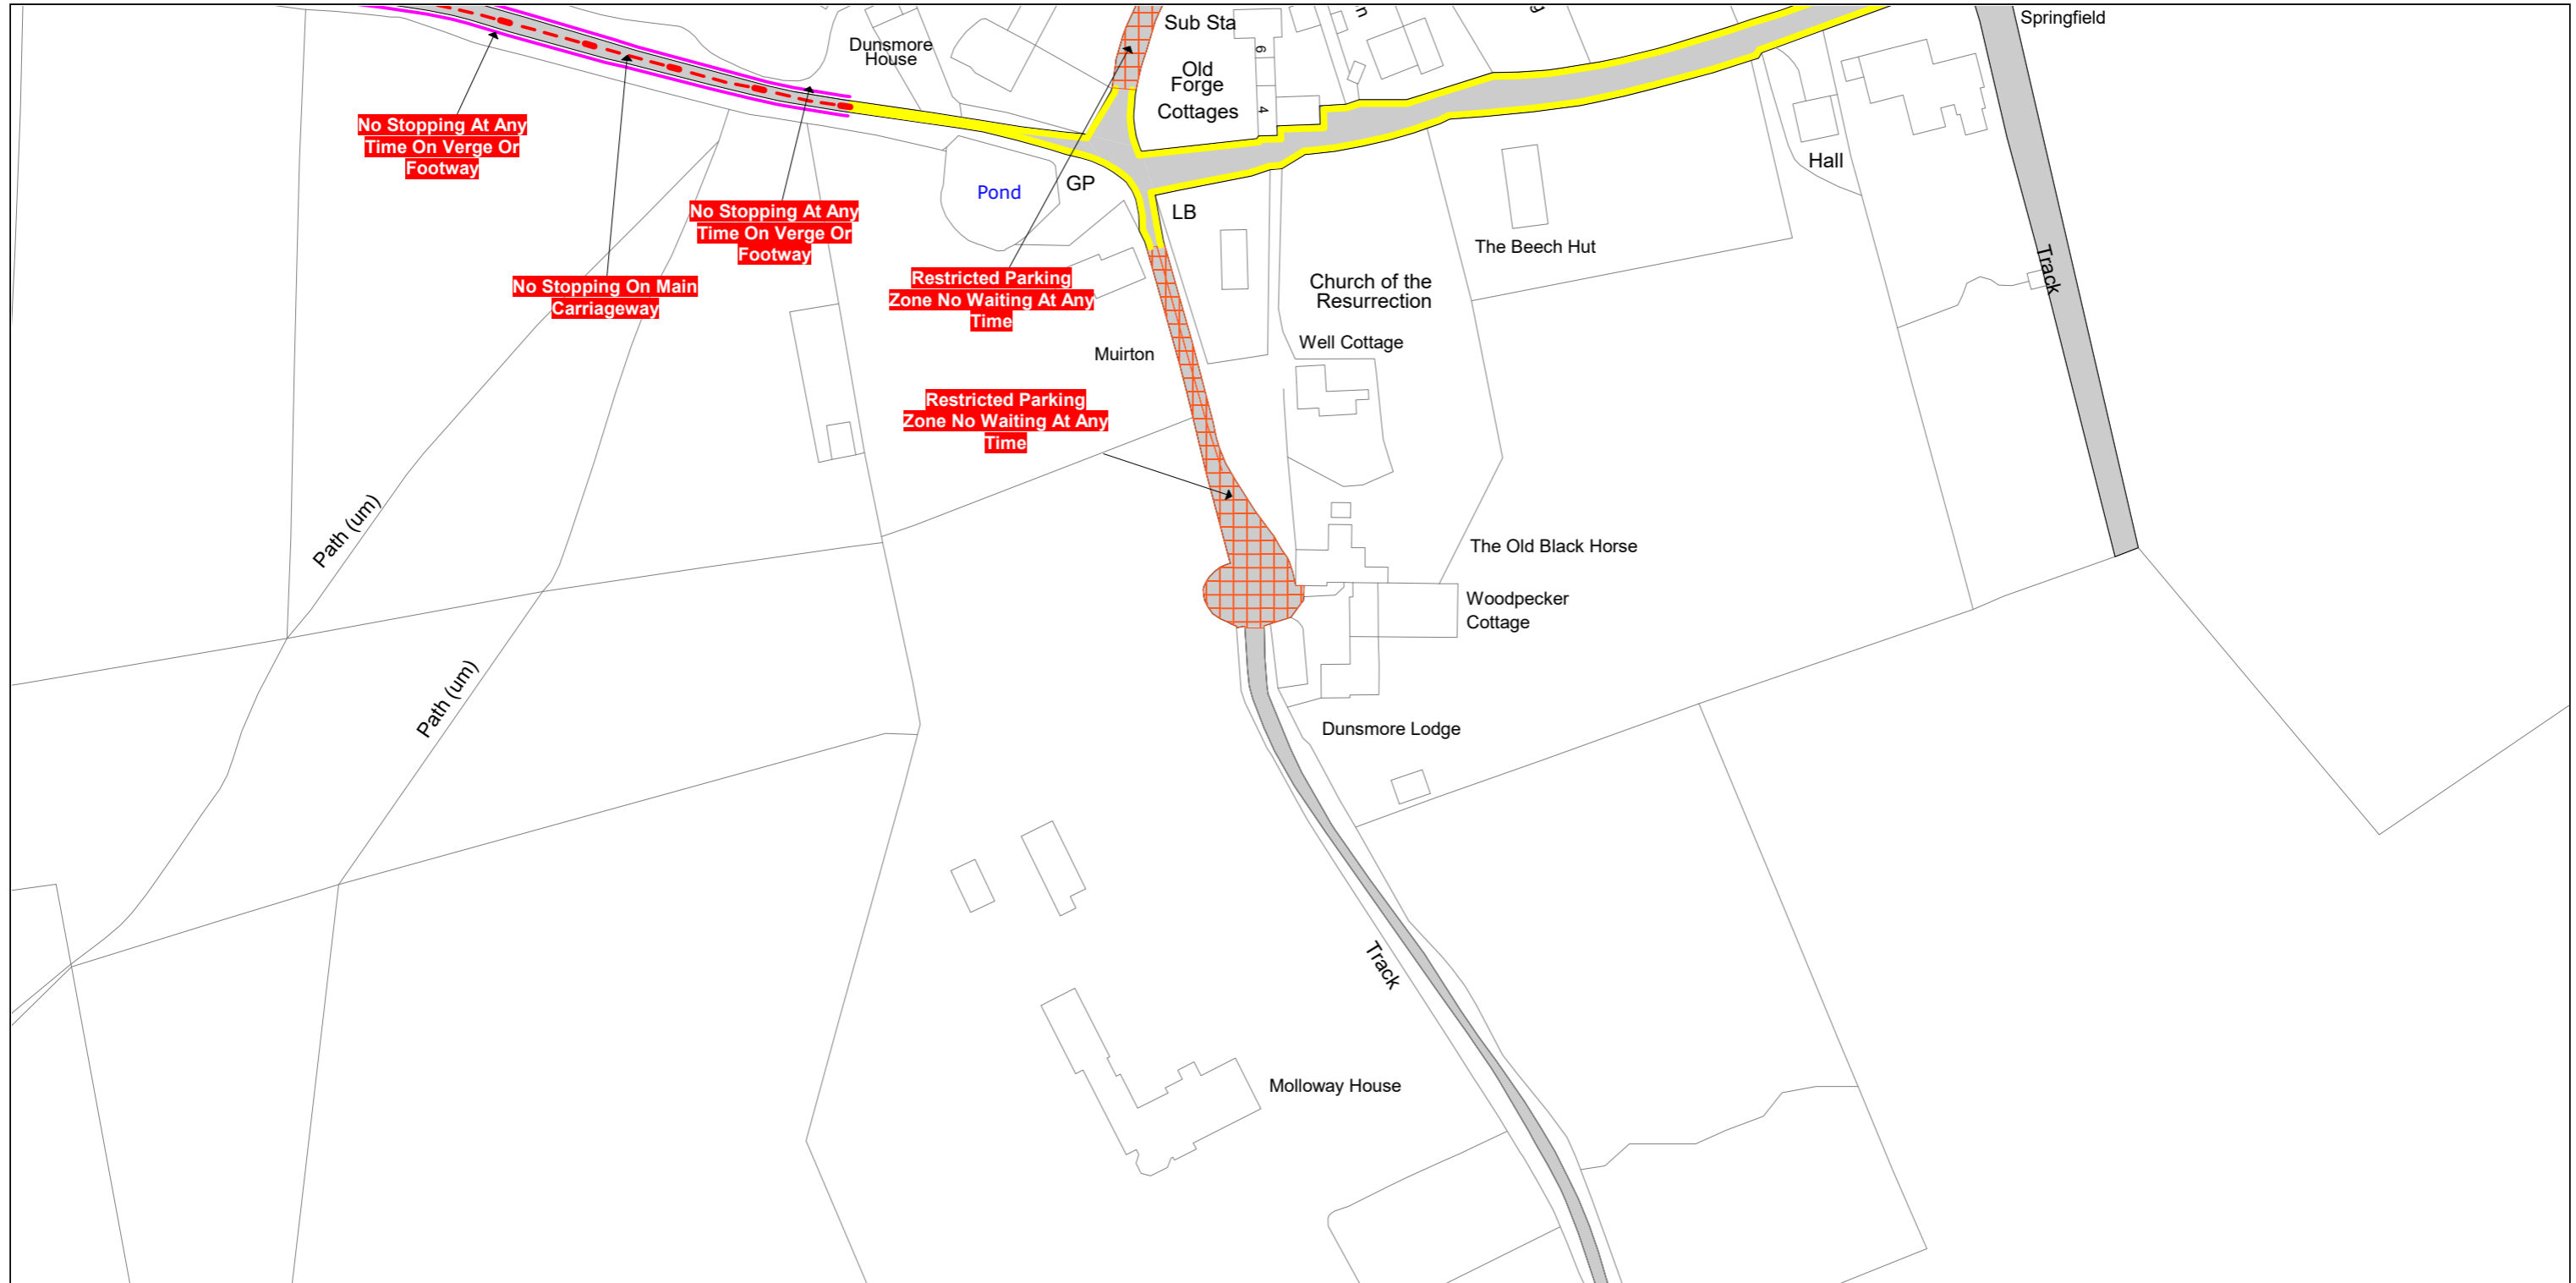 Springfield
Sub Sta
Dunsmore
House
6
Old
Forge
Cottages
4
No Stopping At Any
Time On Verge Or
Footway
Hall
GP
Pond
LB
No Stopping At Any
Time On Verge Or
Footway
The Beech Hut
Track
No Stopping On Main
Carriageway
Restricted Parking
Zone No Waiting At Any
Time
Church of the
Resurrection
Well Cottage
Muirton
Restricted Parking
Zone No Waiting At Any
Time
Path (um)
The Old Black Horse
Woodpecker
Cottage
Path (um)
Dunsmore Lodge
Track
Molloway House